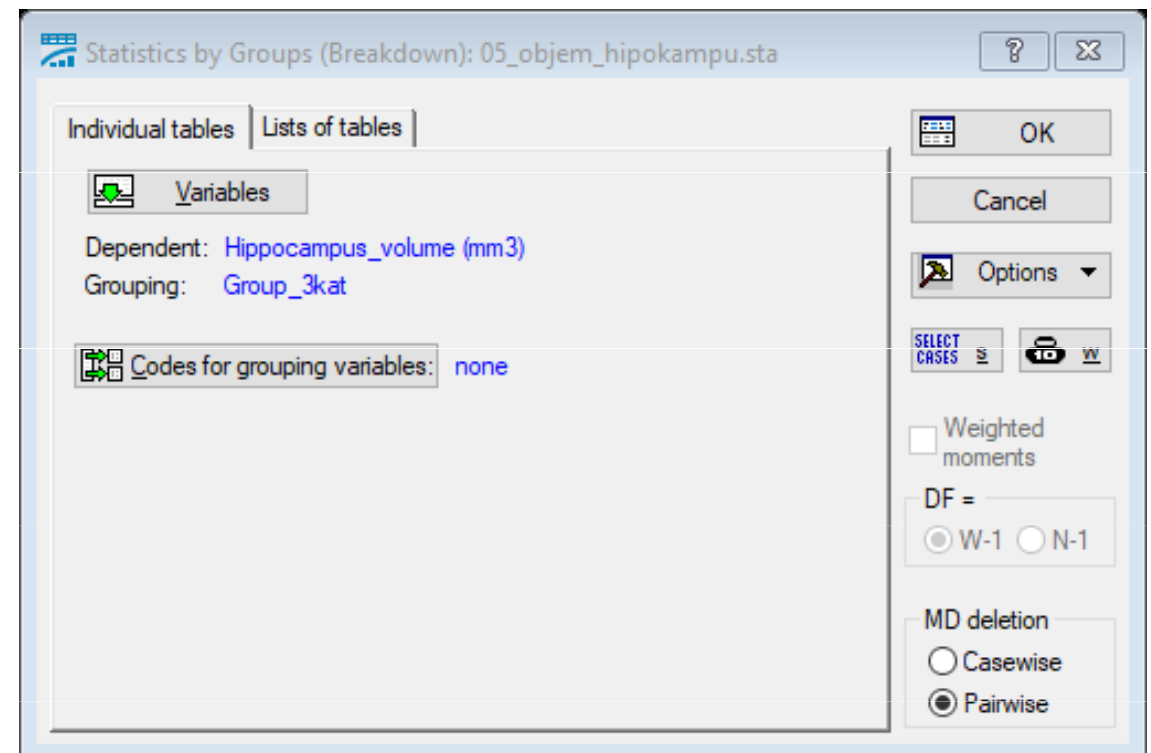 Statistics by Groups (Breakdown): 05_objem_hipokampu.sta
Individual tables Lists of tables
Variables
Dependent: Hippocampus_volume (mm3)
Grouping: Group_3kat
Codes for grouping variables: none
OK
Cancel
Options
SELECT CASES S
W
Weighted
moments
DF =
W-1 N-1
MD deletion
Casewise
Pairwise